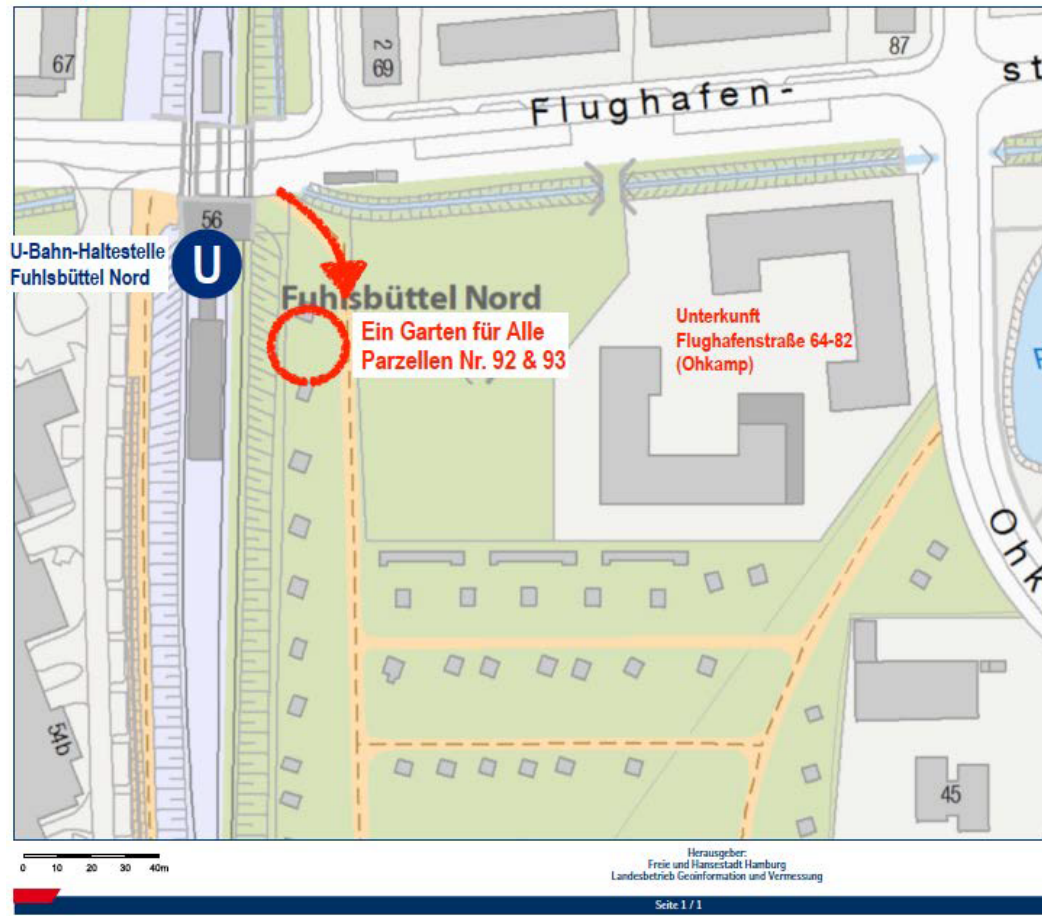 67
2
69
87
Flughafen-
st
56
U-Bahn-Haltestelle
Fuhlsbüttel Nord
U
Fuhlsbüttel Nord
Ein Garten für Alle
Parzellen Nr. 92 & 93
Unterkunft
Flughafenstraße 64-82
(Ohkamp)
Ohk
54b
45
0 10 20 30 40m
Herausgeber:
Freie und Hansestadt Hamburg
Landesbetrieb Geoinformation und Vermessung
Seite 1 / 1